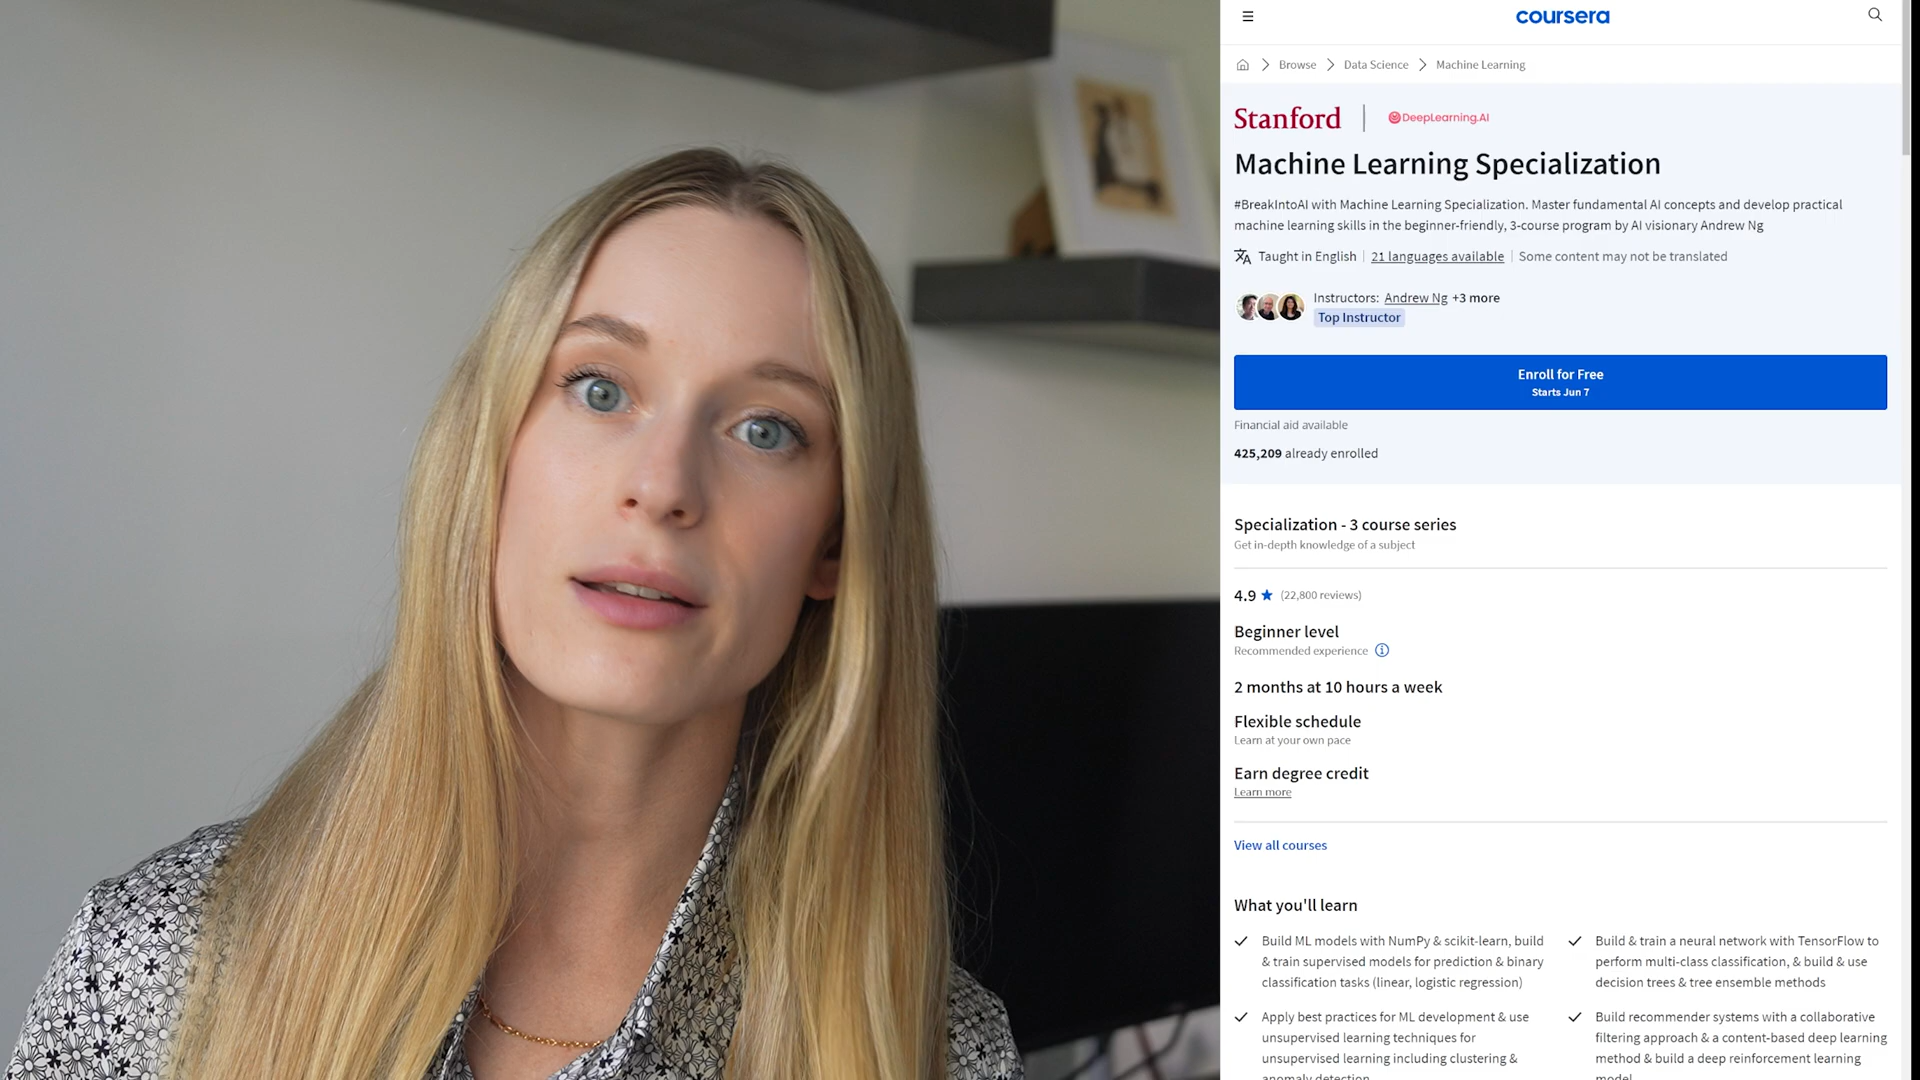 coursera
Browse
Data Science
Machine Learning
Stanford
DeepLearning.AI
Machine Learning Specialization
#BreakIntoAI with Machine Learning Specialization. Master fundamental AI concepts and develop practical
machine learning skills in the beginner-friendly, 3-course program by AI visionary Andrew Ng
Taught in English
21 languages available
Some content may not be translated
Instructors: Andrew Ng +3 more
Top Instructor
Enroll for Free
Starts Jun 7
Financial aid available
425,209 already enrolled
Specialization - 3 course series
Get in-depth knowledge of a subject
4.9 ★ (22,800 reviews)
Beginner level
Recommended experience
2 months at 10 hours a week
Flexible schedule
Learn at your own pace
Earn degree credit
Learn more
View all courses
What you'll learn
Build ML models with NumPy & scikit-learn, build
& train supervised models for prediction & binary
classification tasks (linear, logistic regression)
Build & train a neural network with TensorFlow to
perform multi-class classification, & build & use
decision trees & tree ensemble methods
Apply best practices for ML development & use
unsupervised learning techniques for
unsupervised learning including clustering &
anomaly detection
Build recommender systems with a collaborative
filtering approach & a content-based deep learning
method & build a deep reinforcement learning
model